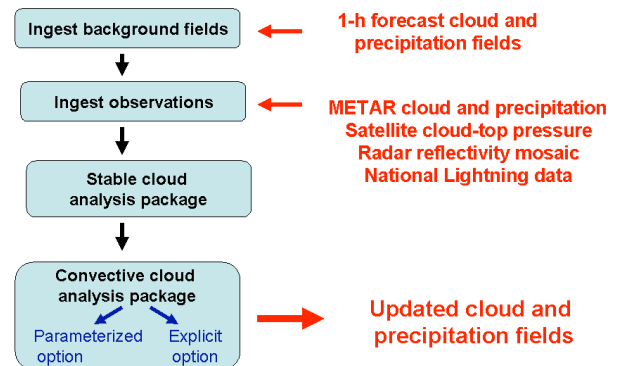 Ingest background fields
1-h forecast cloud and
precipitation fields
Ingest observations
METAR cloud and precipitation
Satellite cloud-top pressure
Radar reflectivity mosaic
National Lightning data
Stable cloud
analysis package
Convective cloud
analysis package
Parameterized
option
Explicit
option
Updated cloud and
precipitation fields